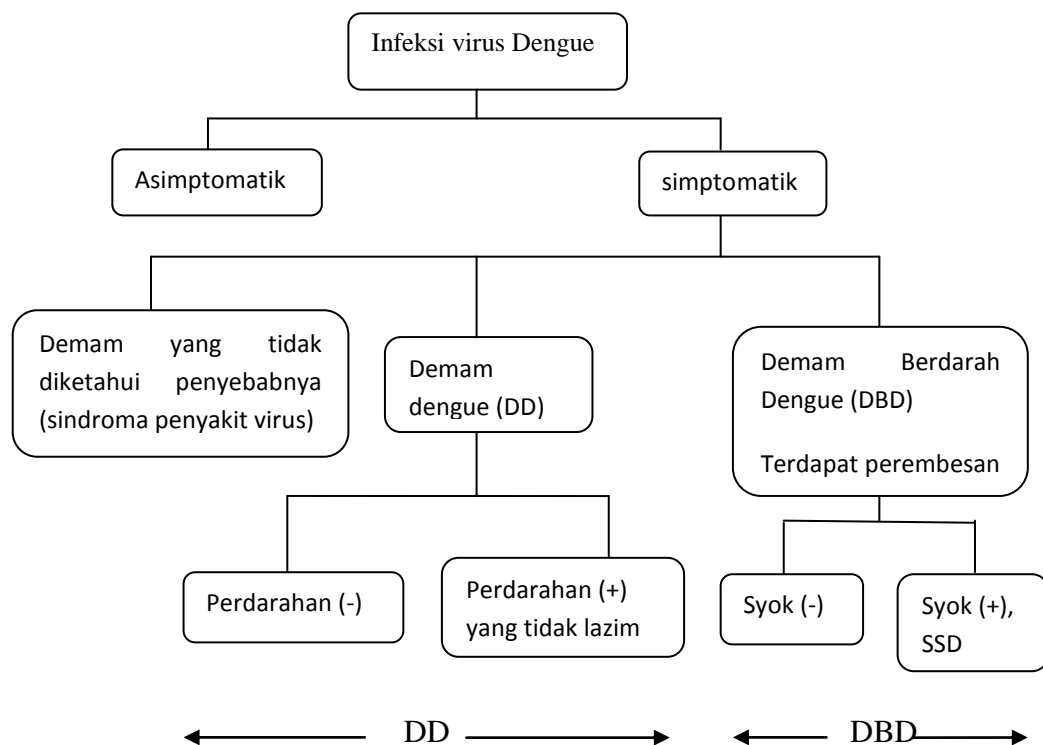 Infeksi virus Dengue
Asimptomatik
simptomatik
Demam yang tidak
diketahui penyebabnya
(sindroma penyakit virus)
Demam
dengue (DD)
Demam Berdarah
Dengue (DBD)
Terdapat perembesan
Perdarahan (-)
Perdarahan (+)
yang tidak lazim
Syok (-)
Syok (+),
SSD
DD
DBD